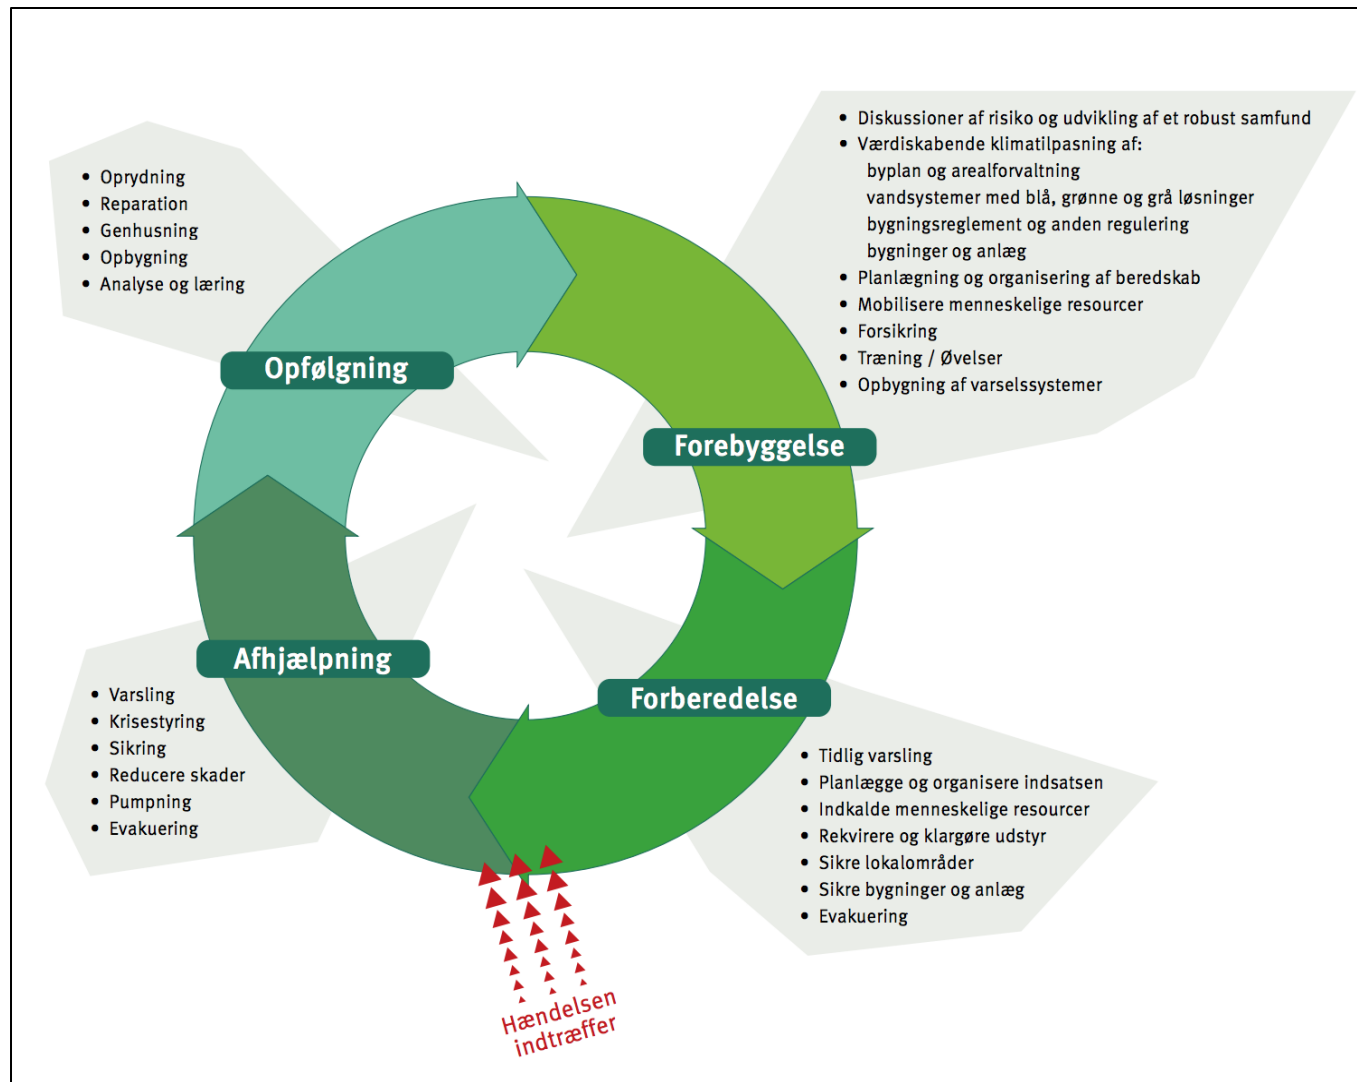 • Oprydning
• Reparation
• Genhusning
• Opbygning
• Analyse og læring
Opfølgning
• Diskussioner af risiko og udvikling af et robust samfund
• Værdiskabende klimatilpasning af:
byplan og arealforvaltning
vandsystemer med blå, grønne og grå løsninger
bygningsreglement og anden regulering
bygninger og anlæg
• Planlægning og organisering af beredskab
• Mobilisere menneskelige resourcer
• Forsikring
• Træning / Øvelser
• Opbygning af varselssystemer
Forebyggelse
Afhjælpning
• Varsling
• Krisestyring
• Sikring
• Reducere skader
• Pumpning
• Evakuering
Forberedelse
• Tidlig varsling
• Planlægge og organisere indsatsen
• Indkalde menneskelige resourcer
• Rekvirere og klargøre udstyr
• Sikre lokalområder
• Sikre bygninger og anlæg
• Evakuering
Hændelsen
indtræffer